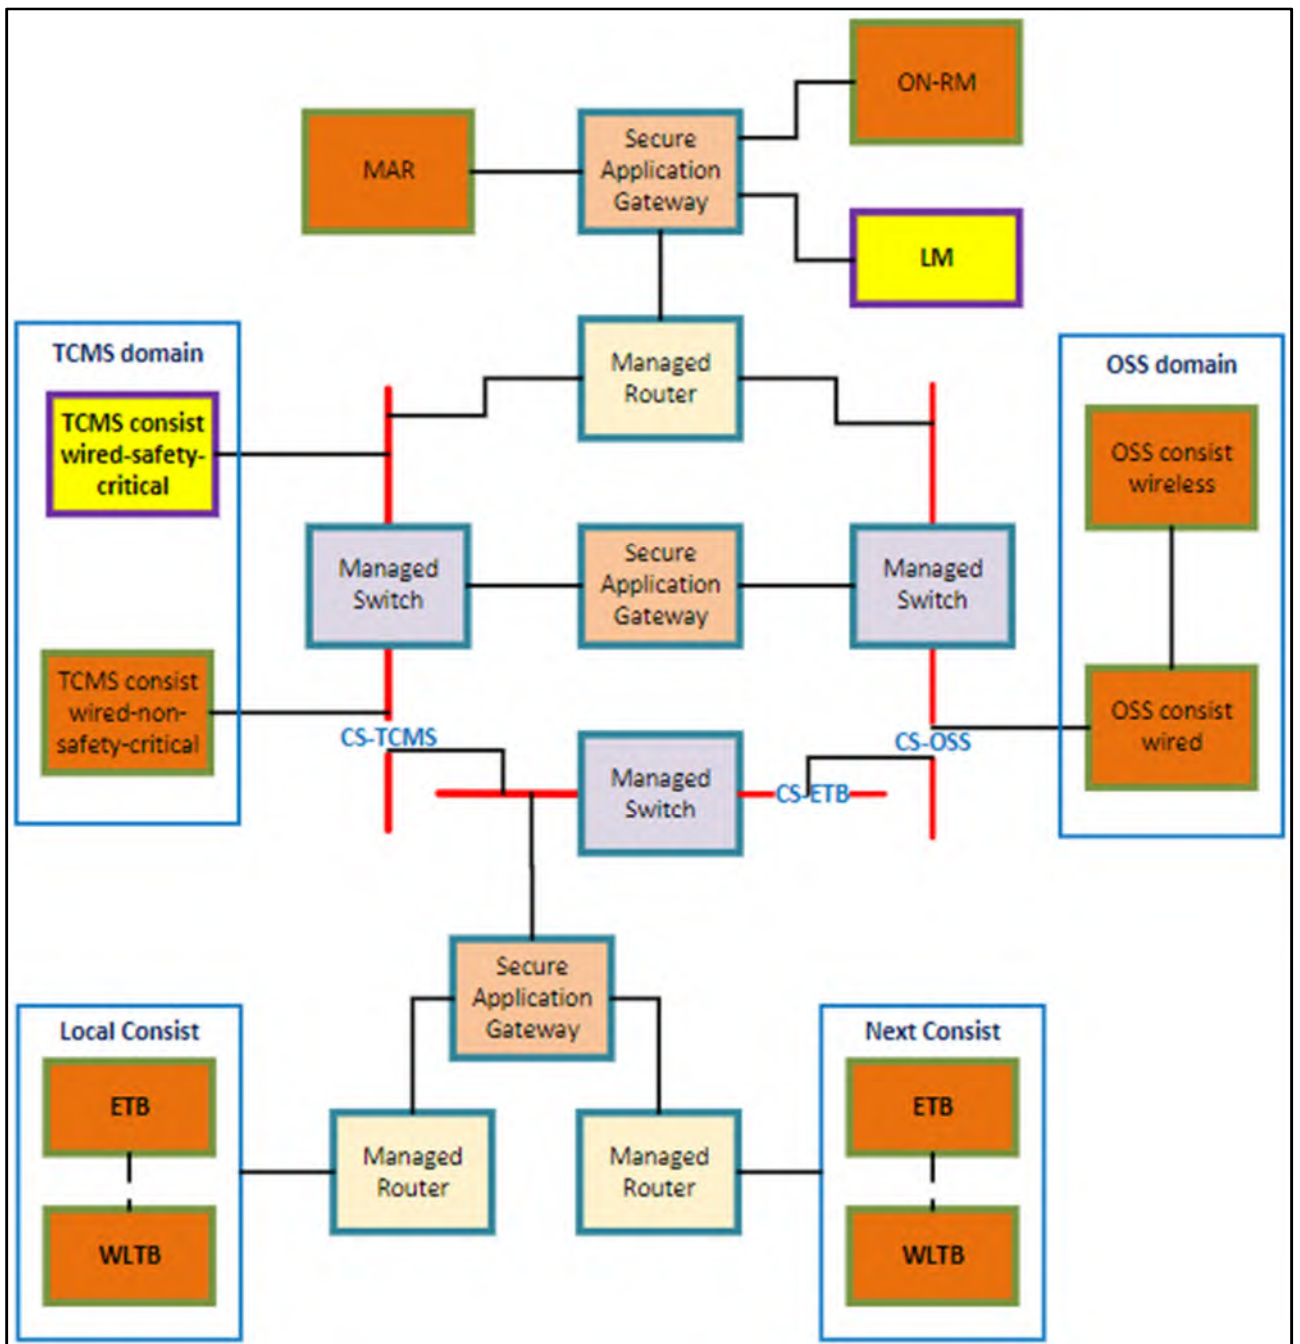 ON-RM
Secure
Application
Gateway
MAR
LM
TCMS domain
Managed
Router
OSS domain
TCMS consist
wired-safety-
critical
OSS consist
wireless
Managed
Switch
Secure
Application
Gateway
Managed
Switch
TCMS consist
wired-non-
safety-critical
OSS consist
wired
CS-TCMS
CS-OSS
Managed
Switch
CS-ETB
Secure
Application
Gateway
Local Consist
Next Consist
ETB
ETB
Managed
Router
Managed
Router
WLTB
WLTB